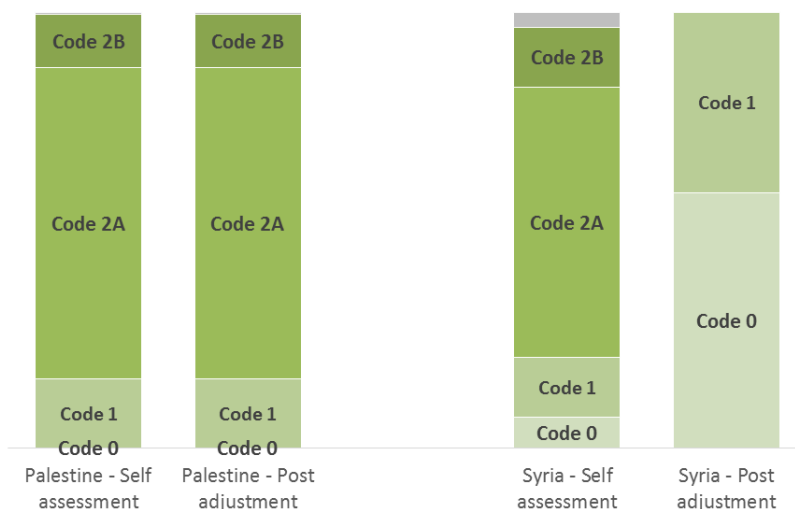 Code 2B
Code 2A
Code 1
Code 0
Palestine - Self
assessment
Code 2B
Code 2A
Code 1
Code 0
Palestine - Post
adjustment
Code 2B
Code 2A
Code 1
Code 0
Syria - Self
assessment
Code 1
Code 0
Syria - Post
adjustment